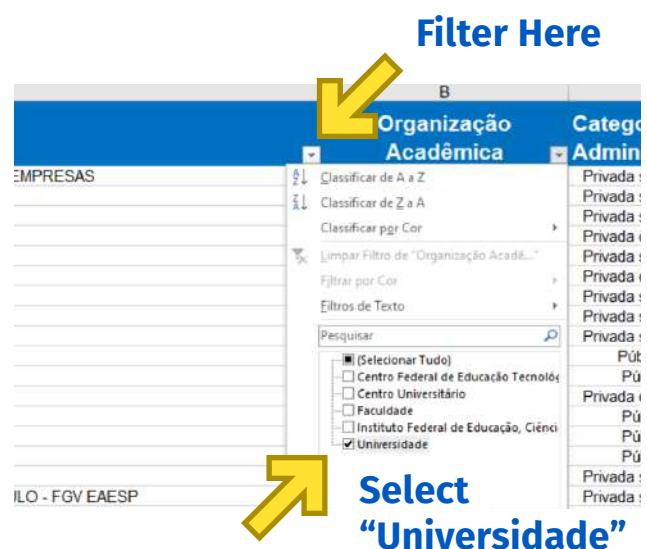 Filter Here
B
Organização
Acadêmica
Catego
Admin
EMPRESAS
Classificar de A a Z
Classificar de Z a A
Classificar por Cor
Limpar Filtro de "Organização Acadê..."
Filtrar por Cor
Filtros de Texto
Pesquisar
(Selecionar Tudo)
Centro Federal de Educação Tecnológ
Centro Universitário
Faculdade
Instituto Federal de Educação, Ciênci
Universidade
Privada s
Privada s
Privada s
Privada c
Privada s
Privada c
Privada s
Privada s
Privada s
Púb
Pú
Privada c
Pú
Pú
Pú
Privada s
Privada s
ILO - FGV EAESP
Select
“Universidade”